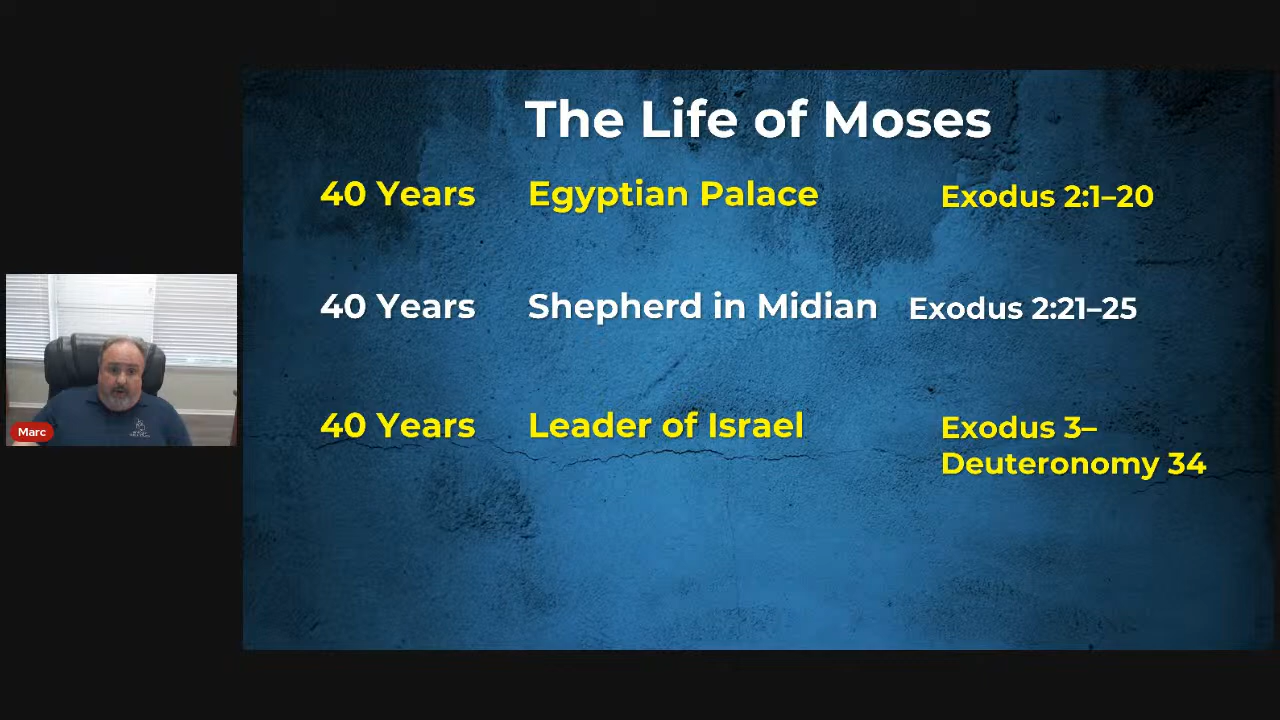 The Life of Moses
40 Years Egyptian Palace Exodus 2:1–20
40 Years Shepherd in Midian Exodus 2:21–25
40 Years Leader of Israel Exodus 3–
Deuteronomy 34
Marc